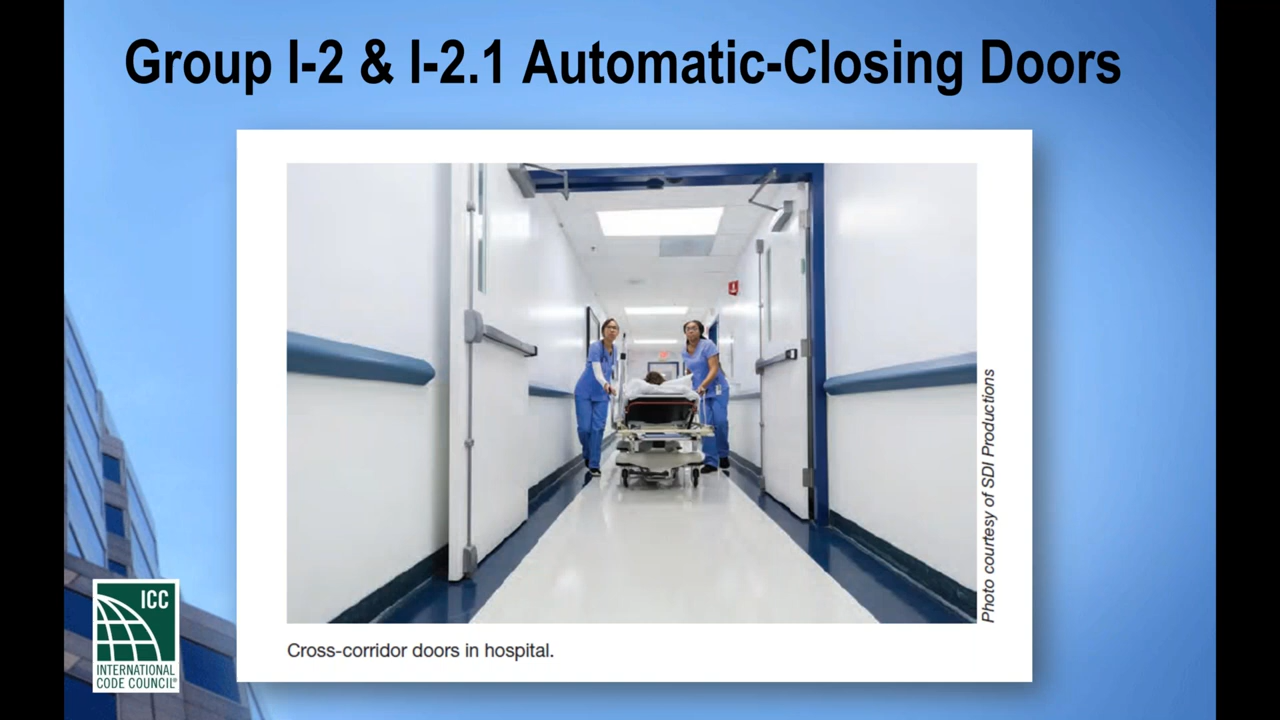 Group I-2 & I-2.1 Automatic-Closing Doors
Photo courtesy of SDI Productions
Cross-corridor doors in hospital.
ICC
INTERNATIONAL
CODE COUNCIL®